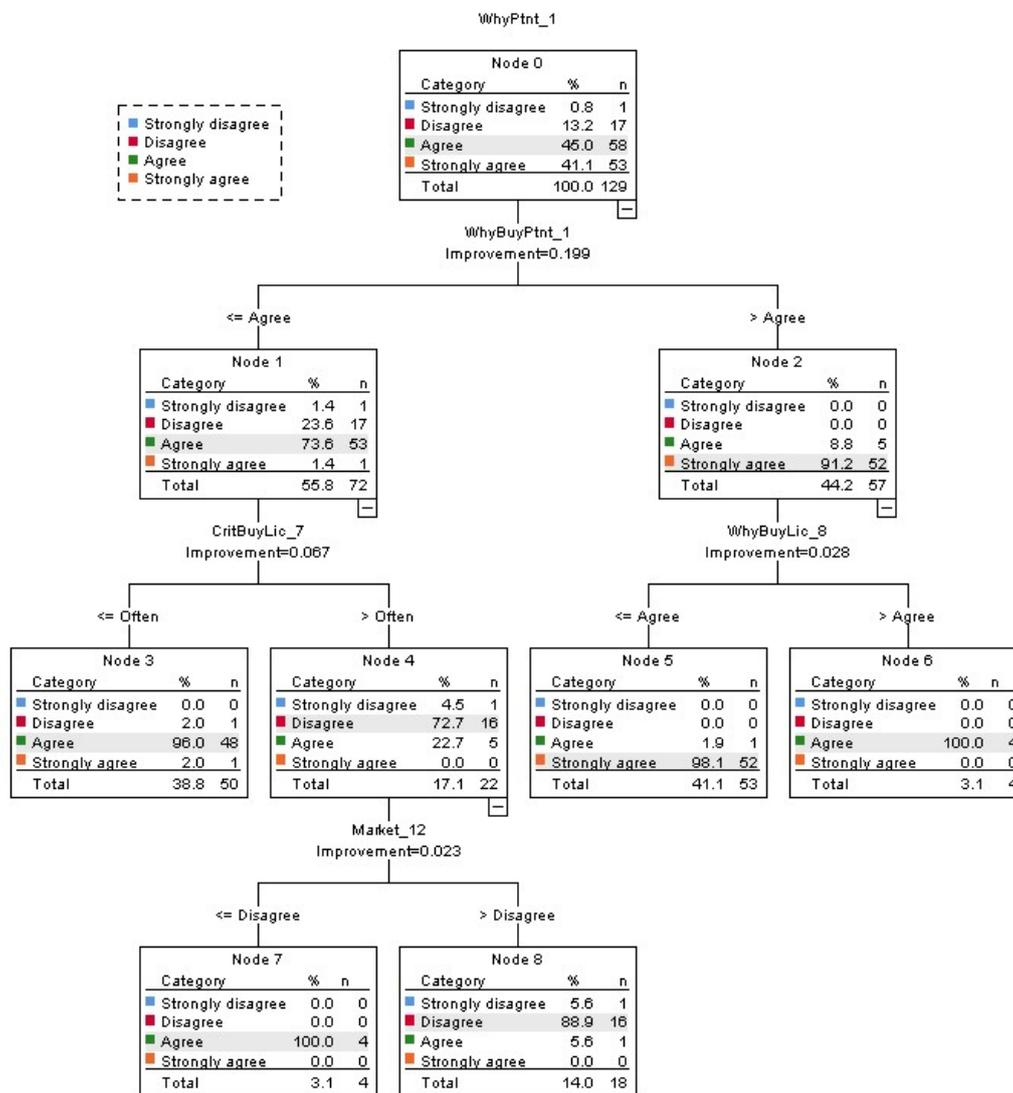 WhyPtnt_1
Node 0
Category % n
Strongly disagree 0.8 1
Disagree 13.2 17
Agree 45.0 58
Strongly agree 41.1 53
Total 100.0 129
Strongly disagree
Disagree
Agree
Strongly agree
WhyBuyPtnt_1
Improvement=0.199
<= Agree
> Agree
Node 1
Category % n
Strongly disagree 1.4 1
Disagree 23.6 17
Agree 73.6 53
Strongly agree 1.4 1
Total 55.8 72
Node 2
Category % n
Strongly disagree 0.0 0
Disagree 0.0 0
Agree 8.8 5
Strongly agree 91.2 52
Total 44.2 57
CritBuyLic_7
Improvement=0.067
WhyBuyLic_8
Improvement=0.028
<= Often
> Often
<= Agree
> Agree
Node 3
Category % n
Strongly disagree 0.0 0
Disagree 2.0 1
Agree 96.0 48
Strongly agree 2.0 1
Total 38.8 50
Node 4
Category % n
Strongly disagree 4.5 1
Disagree 72.7 16
Agree 22.7 5
Strongly agree 0.0 0
Total 17.1 22
Node 5
Category % n
Strongly disagree 0.0 0
Disagree 0.0 0
Agree 1.9 1
Strongly agree 98.1 52
Total 41.1 53
Node 6
Category % n
Strongly disagree 0.0 0
Disagree 0.0 0
Agree 100.0 4
Strongly agree 0.0 0
Total 3.1 4
Market_12
Improvement=0.023
<= Disagree
> Disagree
Node 7
Category % n
Strongly disagree 0.0 0
Disagree 0.0 0
Agree 100.0 4
Strongly agree 0.0 0
Total 3.1 4
Node 8
Category % n
Strongly disagree 5.6 1
Disagree 88.9 16
Agree 5.6 1
Strongly agree 0.0 0
Total 14.0 18